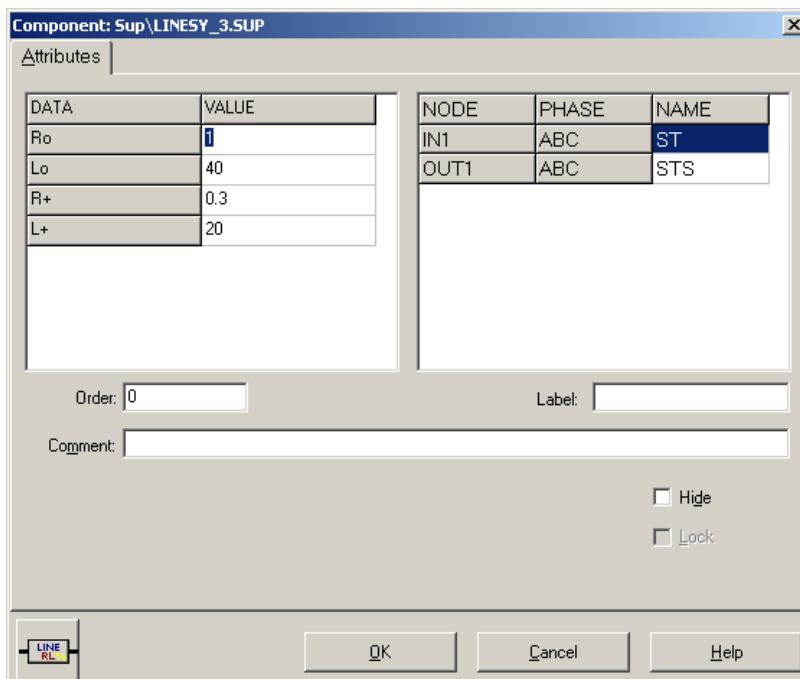 Component: Sup\LINESY_3.SUP
Attributes
DATA VALUE
Ro 1
Lo 40
R+ 0.3
L+ 20
NODE PHASE NAME
IN1 ABC ST
OUT1 ABC STS
Order: 0
Label:
Comment:
Hide
Lock
LINE
RL
OK Cancel Help